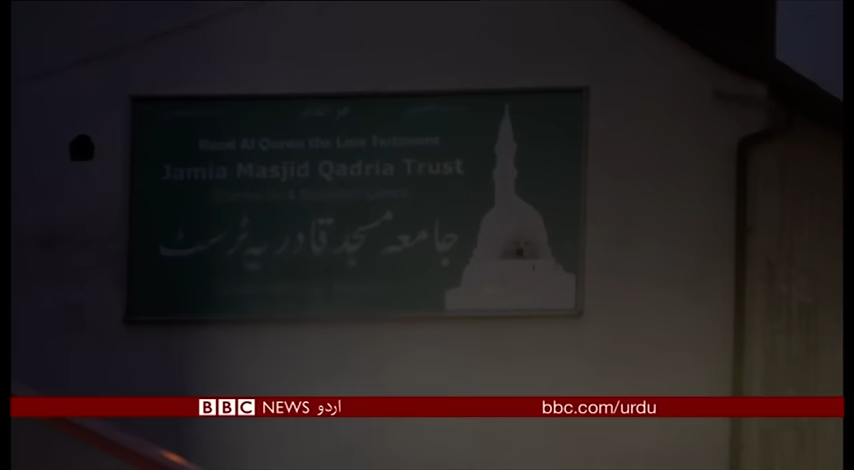 Read Al Quran the Last Testament
Jamia Masjid Qadria Trust
جامعہ مسجد قادریہ ٹرسٹ
BBC NEWS اردو
bbc.com/urdu